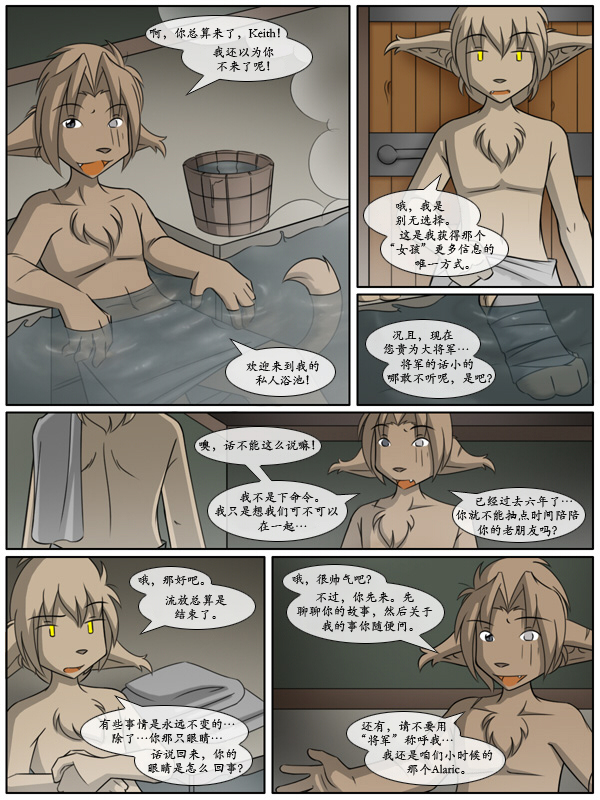 啊，你总算来了，Keith！
我还以为你
不来了呢！
欢迎来到我的
私人浴池！
哦，我是
别无选择。
这是我获得那个
“女孩”更多信息的
唯一方式。
况且，现在
您贵为大将军…
将军的话小的
哪敢不听呢，是吧？
噢，话不能这么说嘛！
我不是下命令。
我只是想我们可不可以
在一起…
已经过去六年了…
你就不能抽点时间陪陪
你的老朋友吗？
哦，那好吧。
流放总算是
结束了。
有些事情是永远不变的…
除了…你那只眼睛…
话说回来，你的
眼睛是怎么 回事？
哦，很帅气吧？
不过，你先来。先
聊聊你的故事，然后关于
我的事你随便问。
还有，请不要用
“将军”称呼我…
我还是咱们小时候的
那个Alaric。